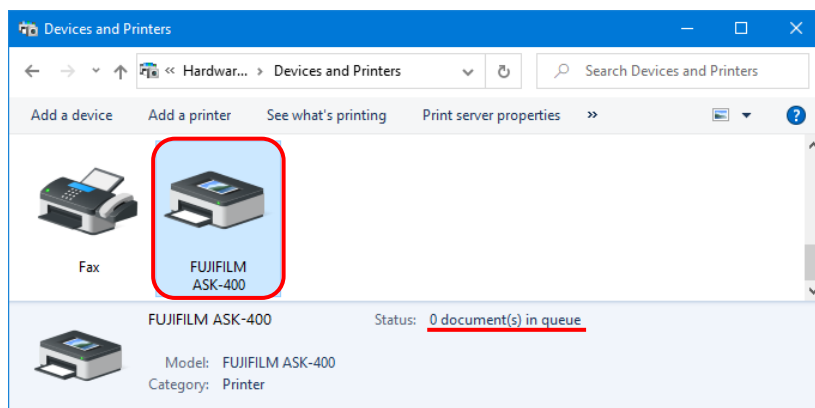 Devices and Printers
« Hardwar... > Devices and Printers
Search Devices and Printers
Add a device Add a printer See what's printing Print server properties »
Fax
FUJIFILM
ASK-400
FUJIFILM ASK-400 Status: 0 document(s) in queue
Model: FUJIFILM ASK-400
Category: Printer